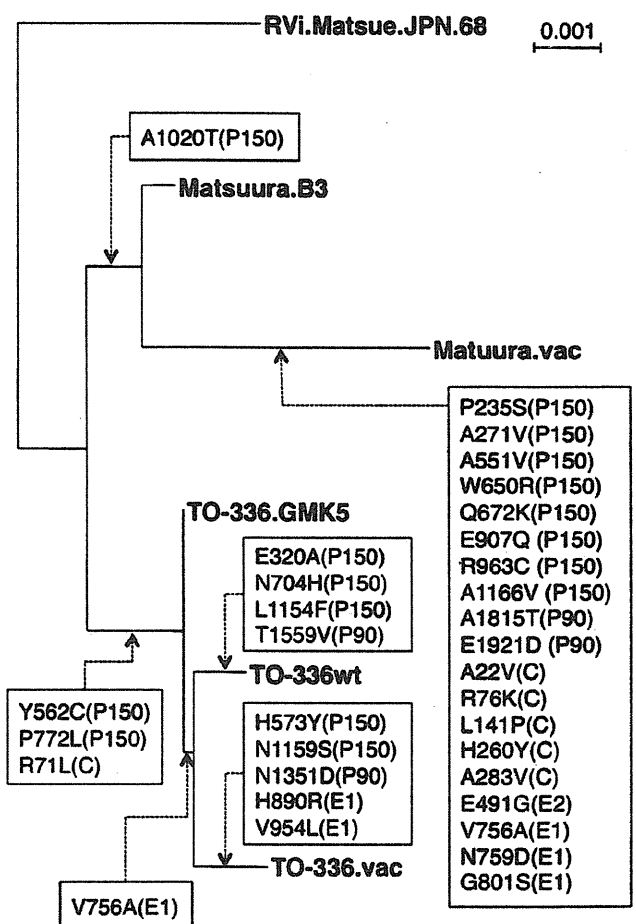 RVi.Matsue.JPN.68
0.001
A1020T(P150)
Matsuura.B3
Matuura.vac
P235S(P150)
A271V(P150)
A551V(P150)
W650R(P150)
Q672K(P150)
E907Q (P150)
R963C (P150)
A1166V (P150)
A1815T(P90)
E1921D (P90)
A22V(C)
R76K(C)
L141P(C)
H260Y(C)
A283V(C)
E491G(E2)
V756A(E1)
N759D(E1)
G801S(E1)
TO-336.GMK5
E320A(P150)
N704H(P150)
L1154F(P150)
T1559V(P90)
TO-336wt
Y562C(P150)
P772L(P150)
R71L(C)
H573Y(P150)
N1159S(P150)
N1351D(P90)
H890R(E1)
V954L(E1)
TO-336.vac
V756A(E1)